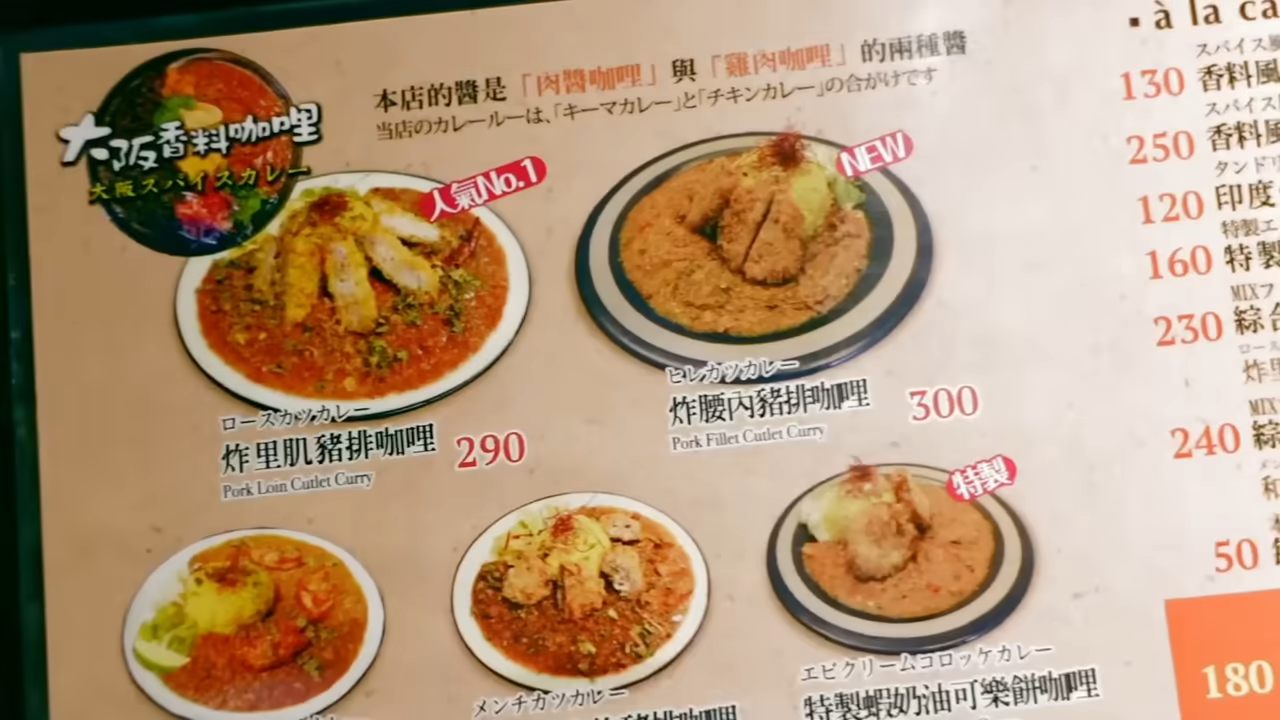 本店的醬是「肉醬咖哩」與「雞肉咖哩」的兩種醬
当店のカレールーは、「キーマカレー」と「チキンカレー」の合がけです
大阪香料咖哩
大阪スパイスカレー
人氣No.1
NEW
ロースカツカレー
炸里肌豬排咖哩 290
Pork Loin Cutlet Curry
ヒレカツカレー
炸腰內豬排咖哩 300
Pork Fillet Cutlet Curry
特製
メンチカツカレー
豬排咖哩
エビクリームコロッケカレー
特製蝦奶油可樂餅咖哩
à la ca
スパイス風
130 香料風
スパイス
250 香料風
タンドリ
120 印度
特製エ
160 特製
MIXフ
230 綜合
ロース
炸里
MIX
240 綜
50
180